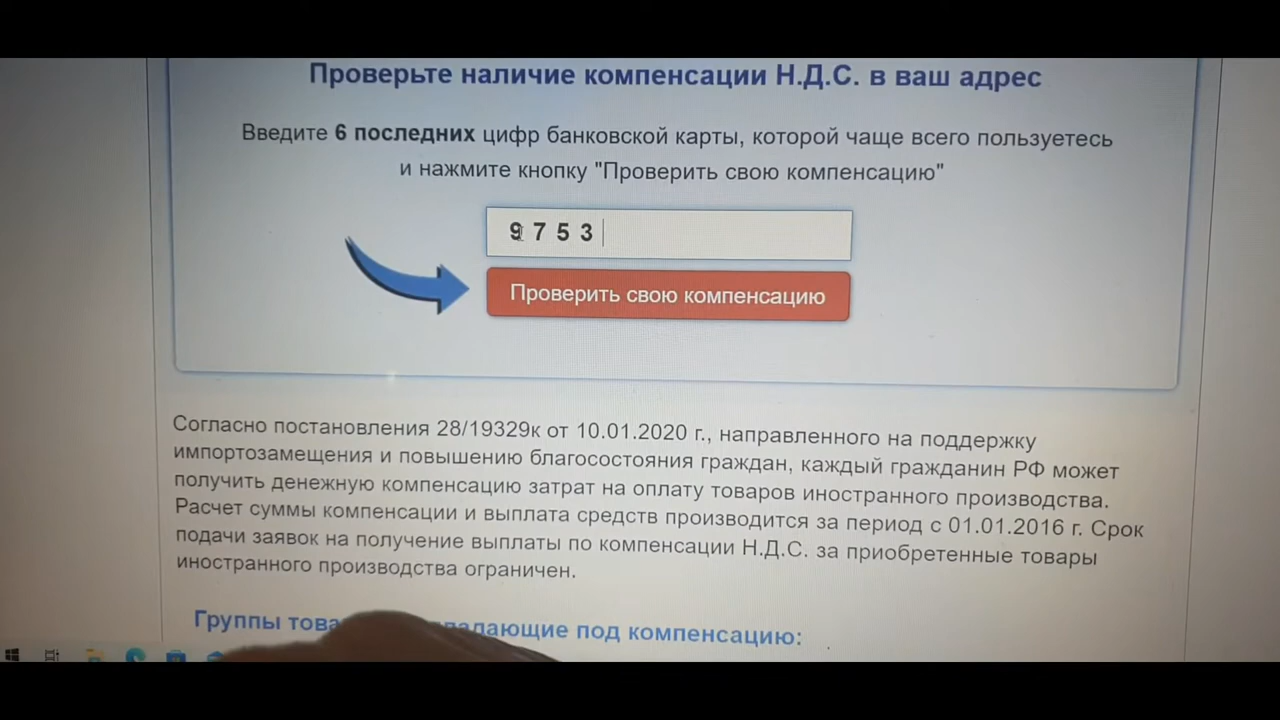 Проверьте наличие компенсации Н.Д.С. в ваш адрес
Введите 6 последних цифр банковской карты, которой чаще всего пользуетесь
и нажмите кнопку "Проверить свою компенсацию"
9 7 5 3
Проверить свою компенсацию
Согласно постановления 28/19329к от 10.01.2020 г., направленного на поддержку
импортозамещения и повышению благосостояния граждан, каждый гражданин РФ может
получить денежную компенсацию затрат на оплату товаров иностранного производства.
Расчет суммы компенсации и выплата средств производится за период с 01.01.2016 г. Срок
подачи заявок на получение выплаты по компенсации Н.Д.С. за приобретенные товары
иностранного производства ограничен.
Группы под компенсацию: